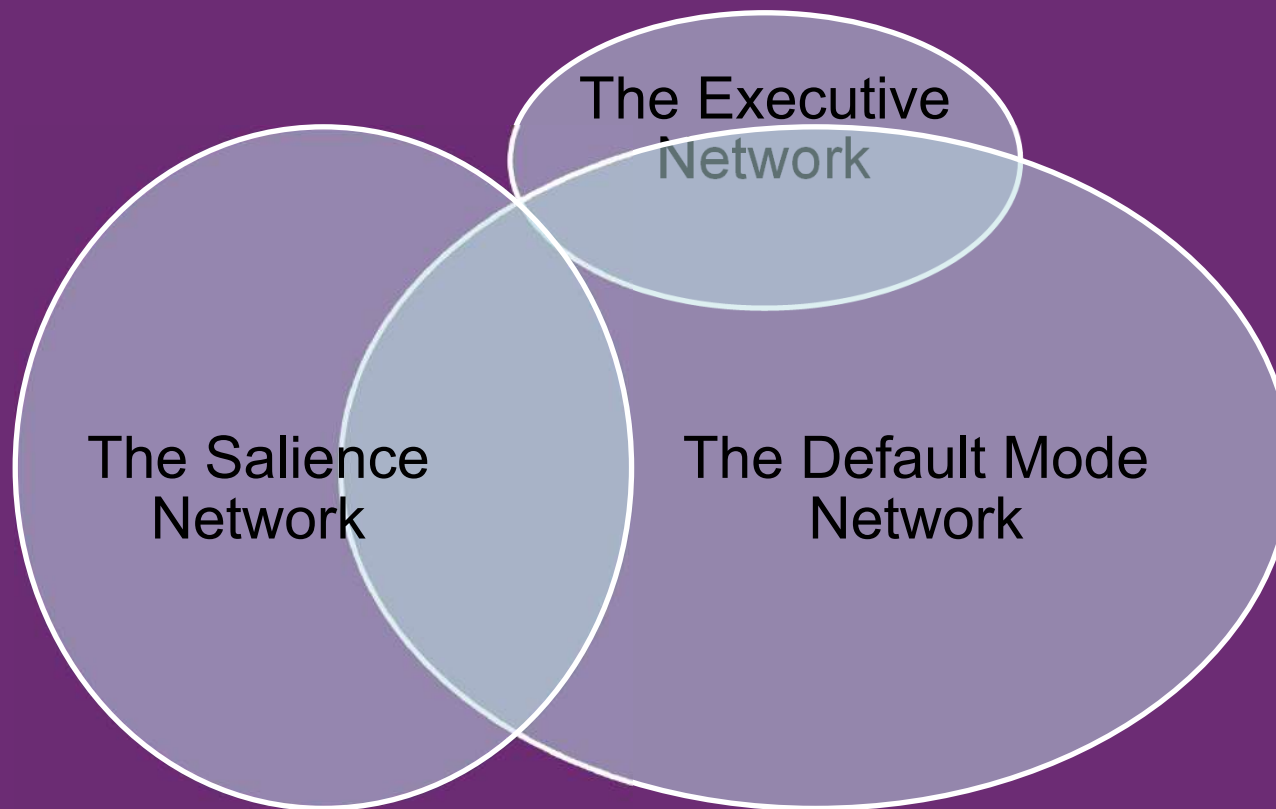 The Executive
Network
The Salience
Network
The Default Mode
Network